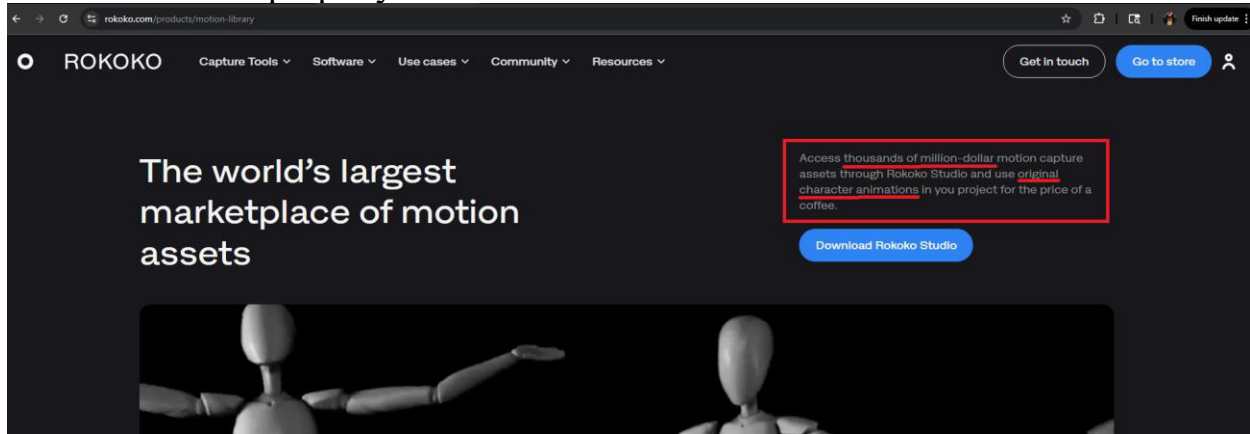 rokoko.com/products/motion-library
Finish update
ROKOKO Capture Tools Software Use cases Community Resources Get in touch Go to store
The world's largest
marketplace of motion
assets
Access thousands of million-dollar motion capture
assets through Rokoko Studio and use original
character animations in you project for the price of a
coffee.
Download Rokoko Studio